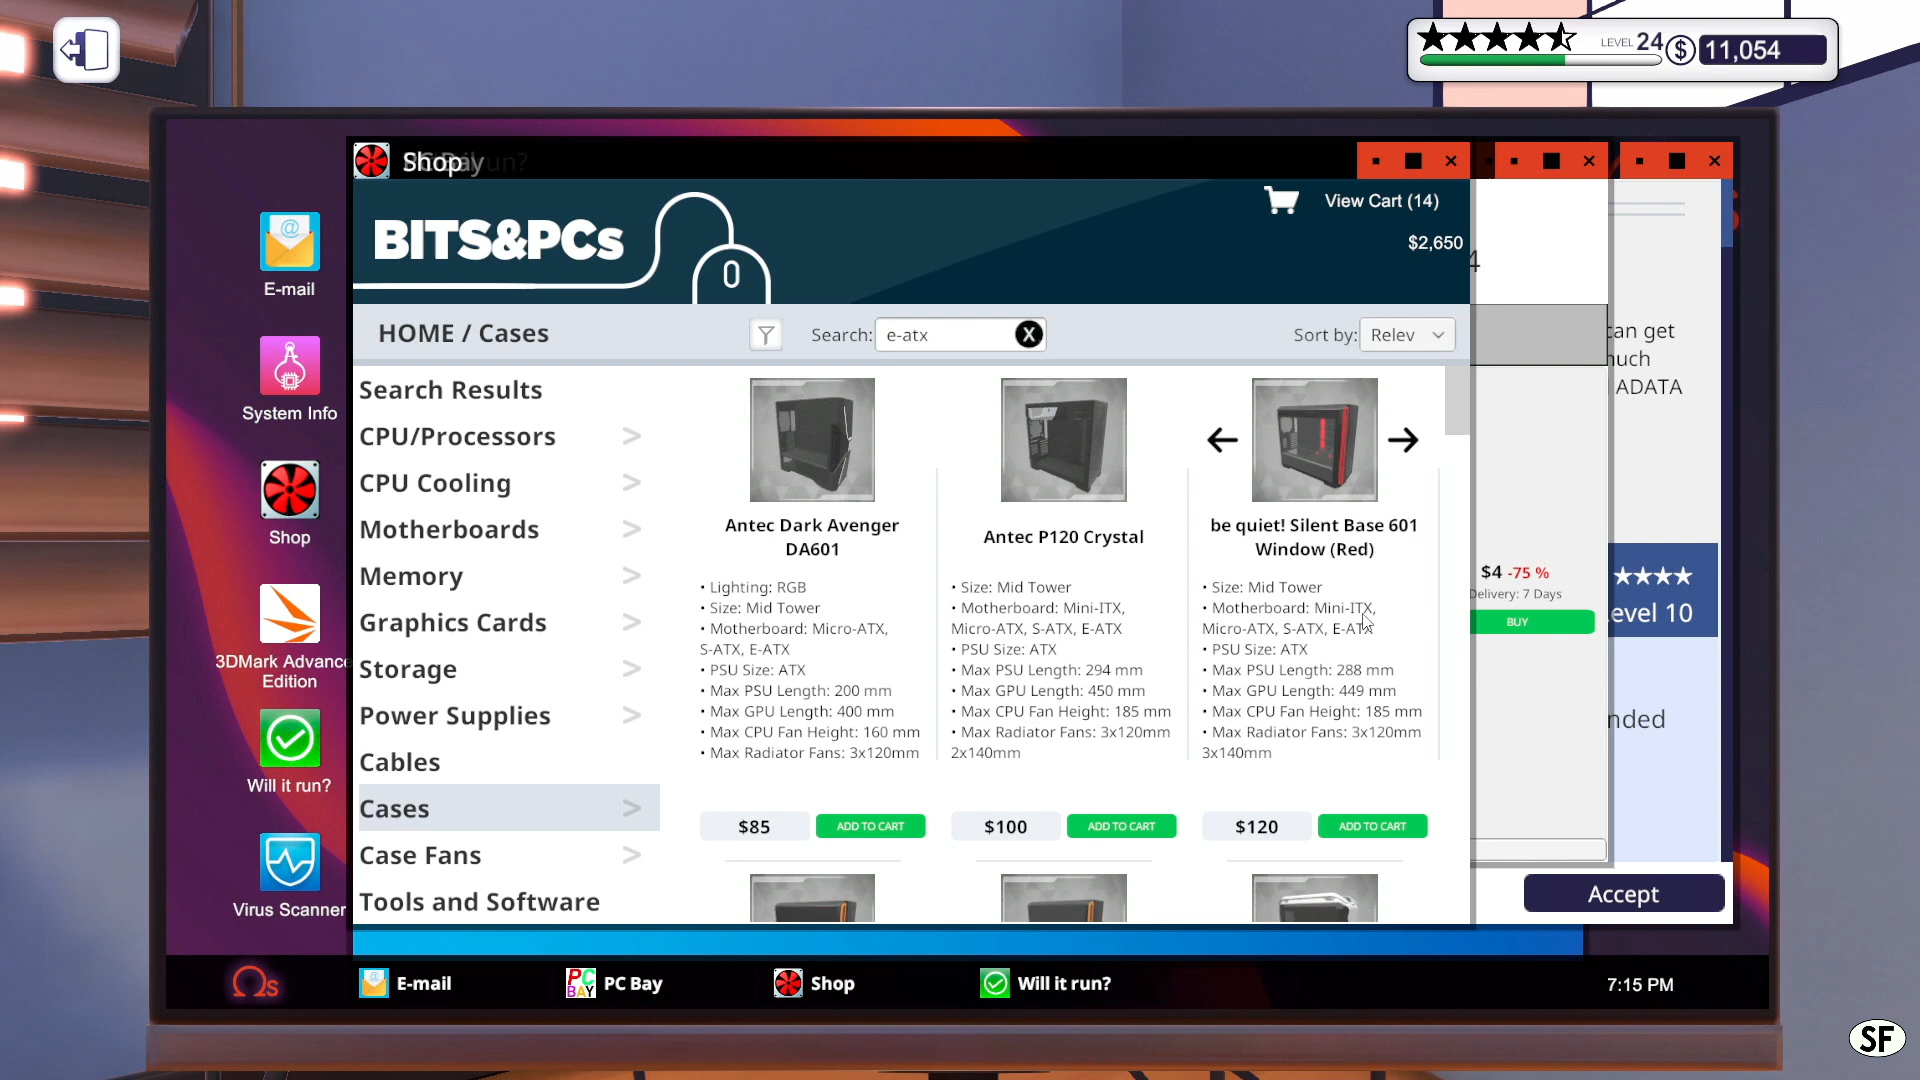 LEVEL 24
$ 11,054
Shop
BITS&PCs
View Cart (14)
$2,650
HOME / Cases
Search: e-atx
Sort by: Relev
Search Results
CPU/Processors
CPU Cooling
Motherboards
Memory
Graphics Cards
Storage
Power Supplies
Cables
Cases
Case Fans
Tools and Software
Antec Dark Avenger
DA601
• Lighting: RGB
• Size: Mid Tower
• Motherboard: Micro-ATX,
S-ATX, E-ATX
• PSU Size: ATX
• Max PSU Length: 200 mm
• Max GPU Length: 400 mm
• Max CPU Fan Height: 160 mm
• Max Radiator Fans: 3x120mm
$85
ADD TO CART
Antec P120 Crystal
• Size: Mid Tower
• Motherboard: Mini-ITX,
Micro-ATX, S-ATX, E-ATX
• PSU Size: ATX
• Max PSU Length: 294 mm
• Max GPU Length: 450 mm
• Max CPU Fan Height: 185 mm
• Max Radiator Fans: 3x120mm
2x140mm
$100
ADD TO CART
be quiet! Silent Base 601
Window (Red)
• Size: Mid Tower
• Motherboard: Mini-ITX,
Micro-ATX, S-ATX, E-ATX
• PSU Size: ATX
• Max PSU Length: 288 mm
• Max GPU Length: 449 mm
• Max CPU Fan Height: 185 mm
• Max Radiator Fans: 3x120mm
3x140mm
$120
ADD TO CART
4
can get
ADATA
$4 -75 %
Delivery: 7 Days
BUY
Level 10
nded
Accept
E-mail
System Info
Shop
3DMark Advance
Edition
Will it run?
Virus Scanner
Ωs
E-mail
PC BAY
PC Bay
Shop
Will it run?
7:15 PM
SF